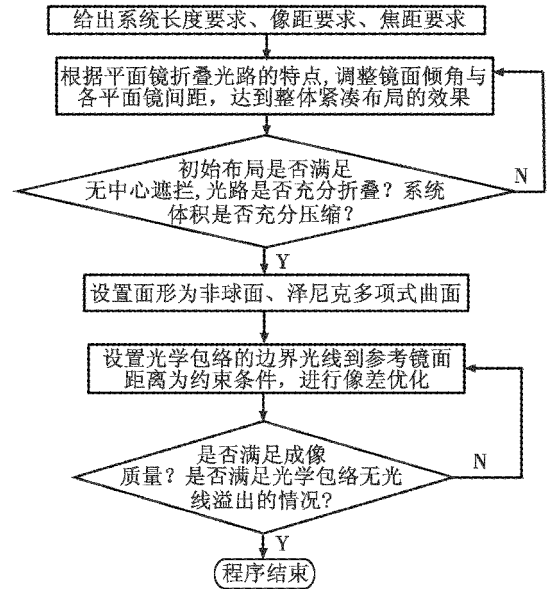 给出系统长度要求、像距要求、焦距要求
根据平面镜折叠光路的特点,调整镜面倾角与
各平面镜间距，达到整体紧凑布局的效果
初始布局是否满足
无中心遮拦,光路是否充分折叠？系统
体积是否充分压缩？
N
Y
设置面形为非球面、泽尼克多项式曲面
设置光学包络的边界光线到参考镜面
距离为约束条件，进行像差优化
是否满足成像
质量？是否满足光学包络无光
线溢出的情况?
N
Y
程序结束